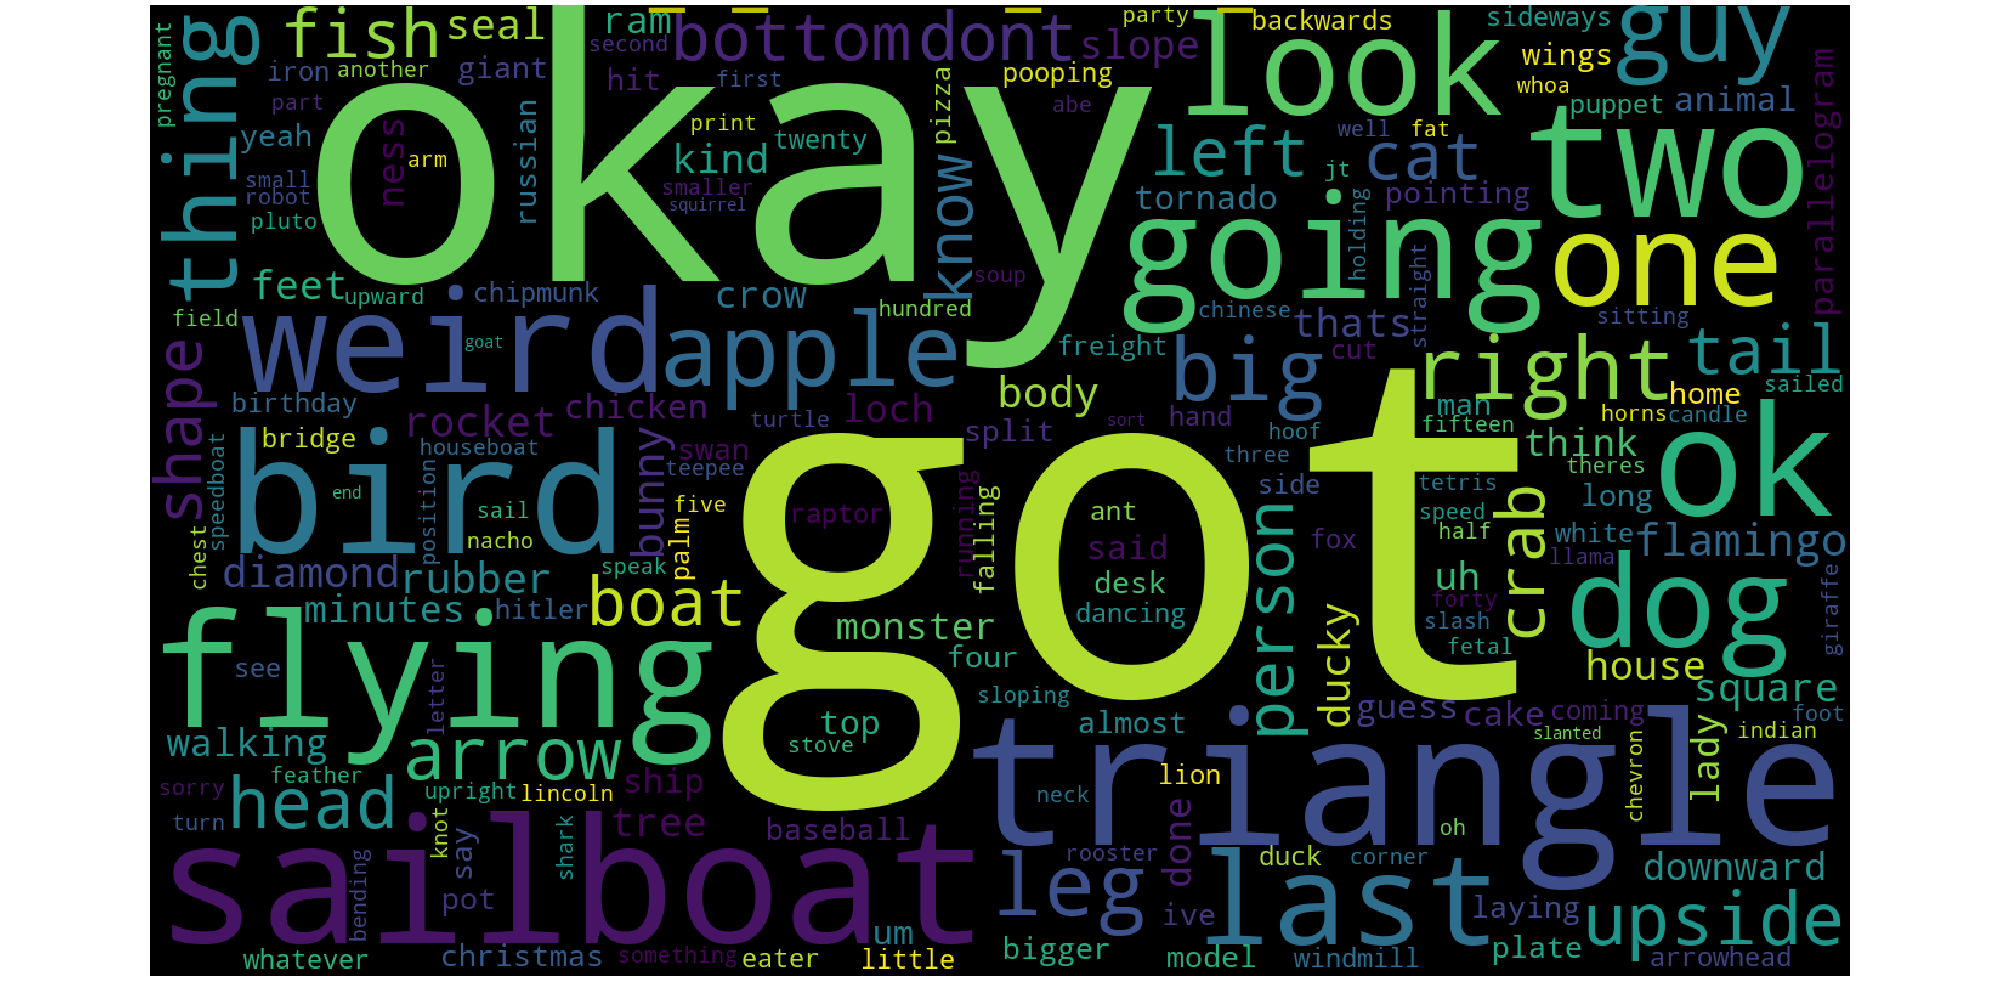 pregnant
thing
fish
seal
ram
second
bottom
dont
slope
party
look
backwards
sideways
guy
wings
whoa
iron
another
giant
hit
first
pooping
pizza
abe
puppet
animal
parallelogram
part
yeah
small
robot
pluto
ness
arm
russian
okay
print
kind
twenty
smaller
squirrel
know
left
well
fat
cat
jt
tornado
pointing
two
holding
going
one
straight
feet
upward
field
chipmunk
crow
soup
hundred
chinese
thats
sitting
weird
goat
apple
freight
big
cut
right
tail
home
sailed
shape
birthday
rocket
chicken
turtle
loch
body
sort
hand
man
horns
candle
fifteen
bridge
houseboat
bunny
swan
teepee
split
hoof
three
think
theres
ok
speedboat
bird
end
position
sail
nacho
palm
five
raptor
running
falling
got
ant
said
desk
dancing
side
tetris
speed
half
fox
long
white
llama
flamingo
chest
diamond
rubber
speak
boat
minutes
hitler
monster
four
person
ducky
uh
forty
slash
fetal
crab
dog
giraffe
house
flying
see
letter
sloping
top
stove
almost
guess
cake
coming
square
foot
walking
arrow
slanted
lady
indian
triangle
chevron
feather
sorry
head
turn
upright
lincoln
ship
tree
baseball
lion
neck
oh
knot
say
shark
sailboat
bending
pot
leg
rooster
done
duck
corner
last
downward
ive
laying
upside
um
whatever
christmas
something
eater
little
bigger
model
windmill
plate
arrowhead